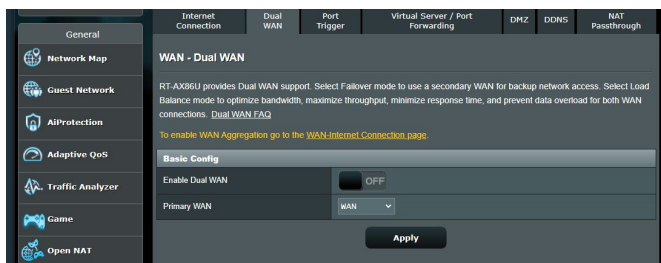 Internet
Connection
Dual
WAN
Port
Trigger
Virtual Server / Port
Forwarding
DMZ
DDNS
NAT
Passthrough
General
Network Map
Guest Network
AiProtection
Adaptive QoS
Traffic Analyzer
Game
Open NAT
WAN - Dual WAN
RT-AX86U provides Dual WAN support. Select Failover mode to use a secondary WAN for backup network access. Select Load
Balance mode to optimize bandwidth, maximize throughput, minimize response time, and prevent data overload for both WAN
connections. Dual WAN FAQ
To enable WAN Aggregation go to the WAN-Internet Connection page.
Basic Config
Enable Dual WAN
OFF
Primary WAN
WAN
Apply